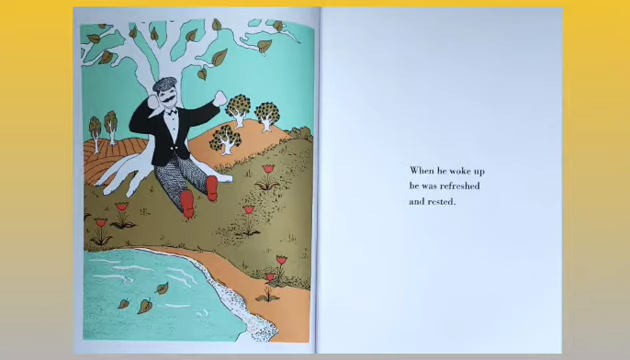 When he woke up
he was refreshed
and rested.